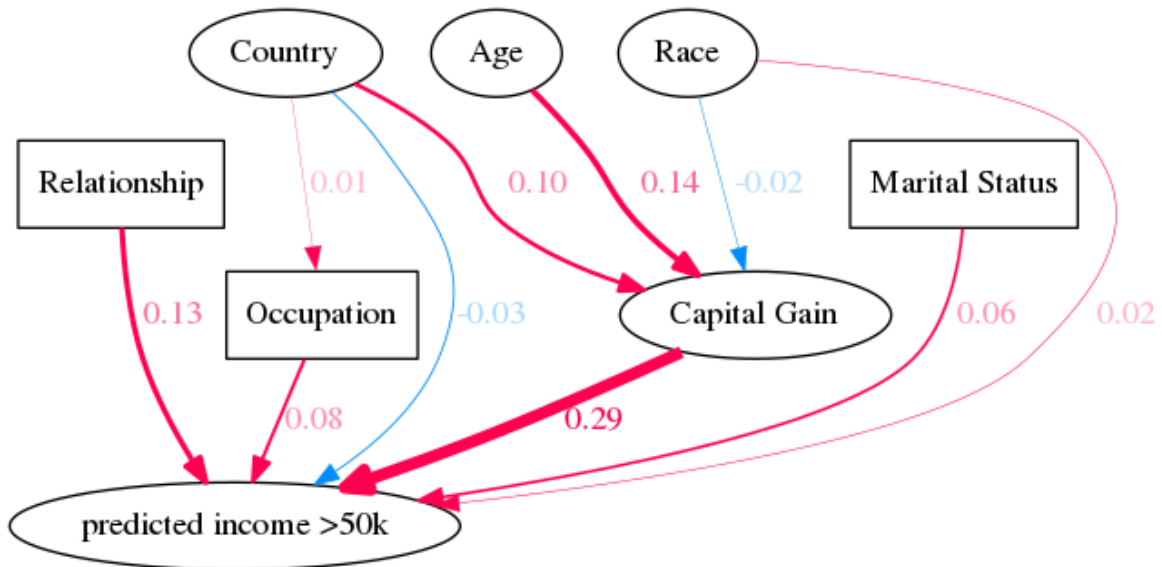 Country
Age
Race
Relationship
0.01
0.10
0.14
-0.02
Marital Status
Occupation
0.13
-0.03
Capital Gain
0.06
0.02
0.08
0.29
predicted income >50k